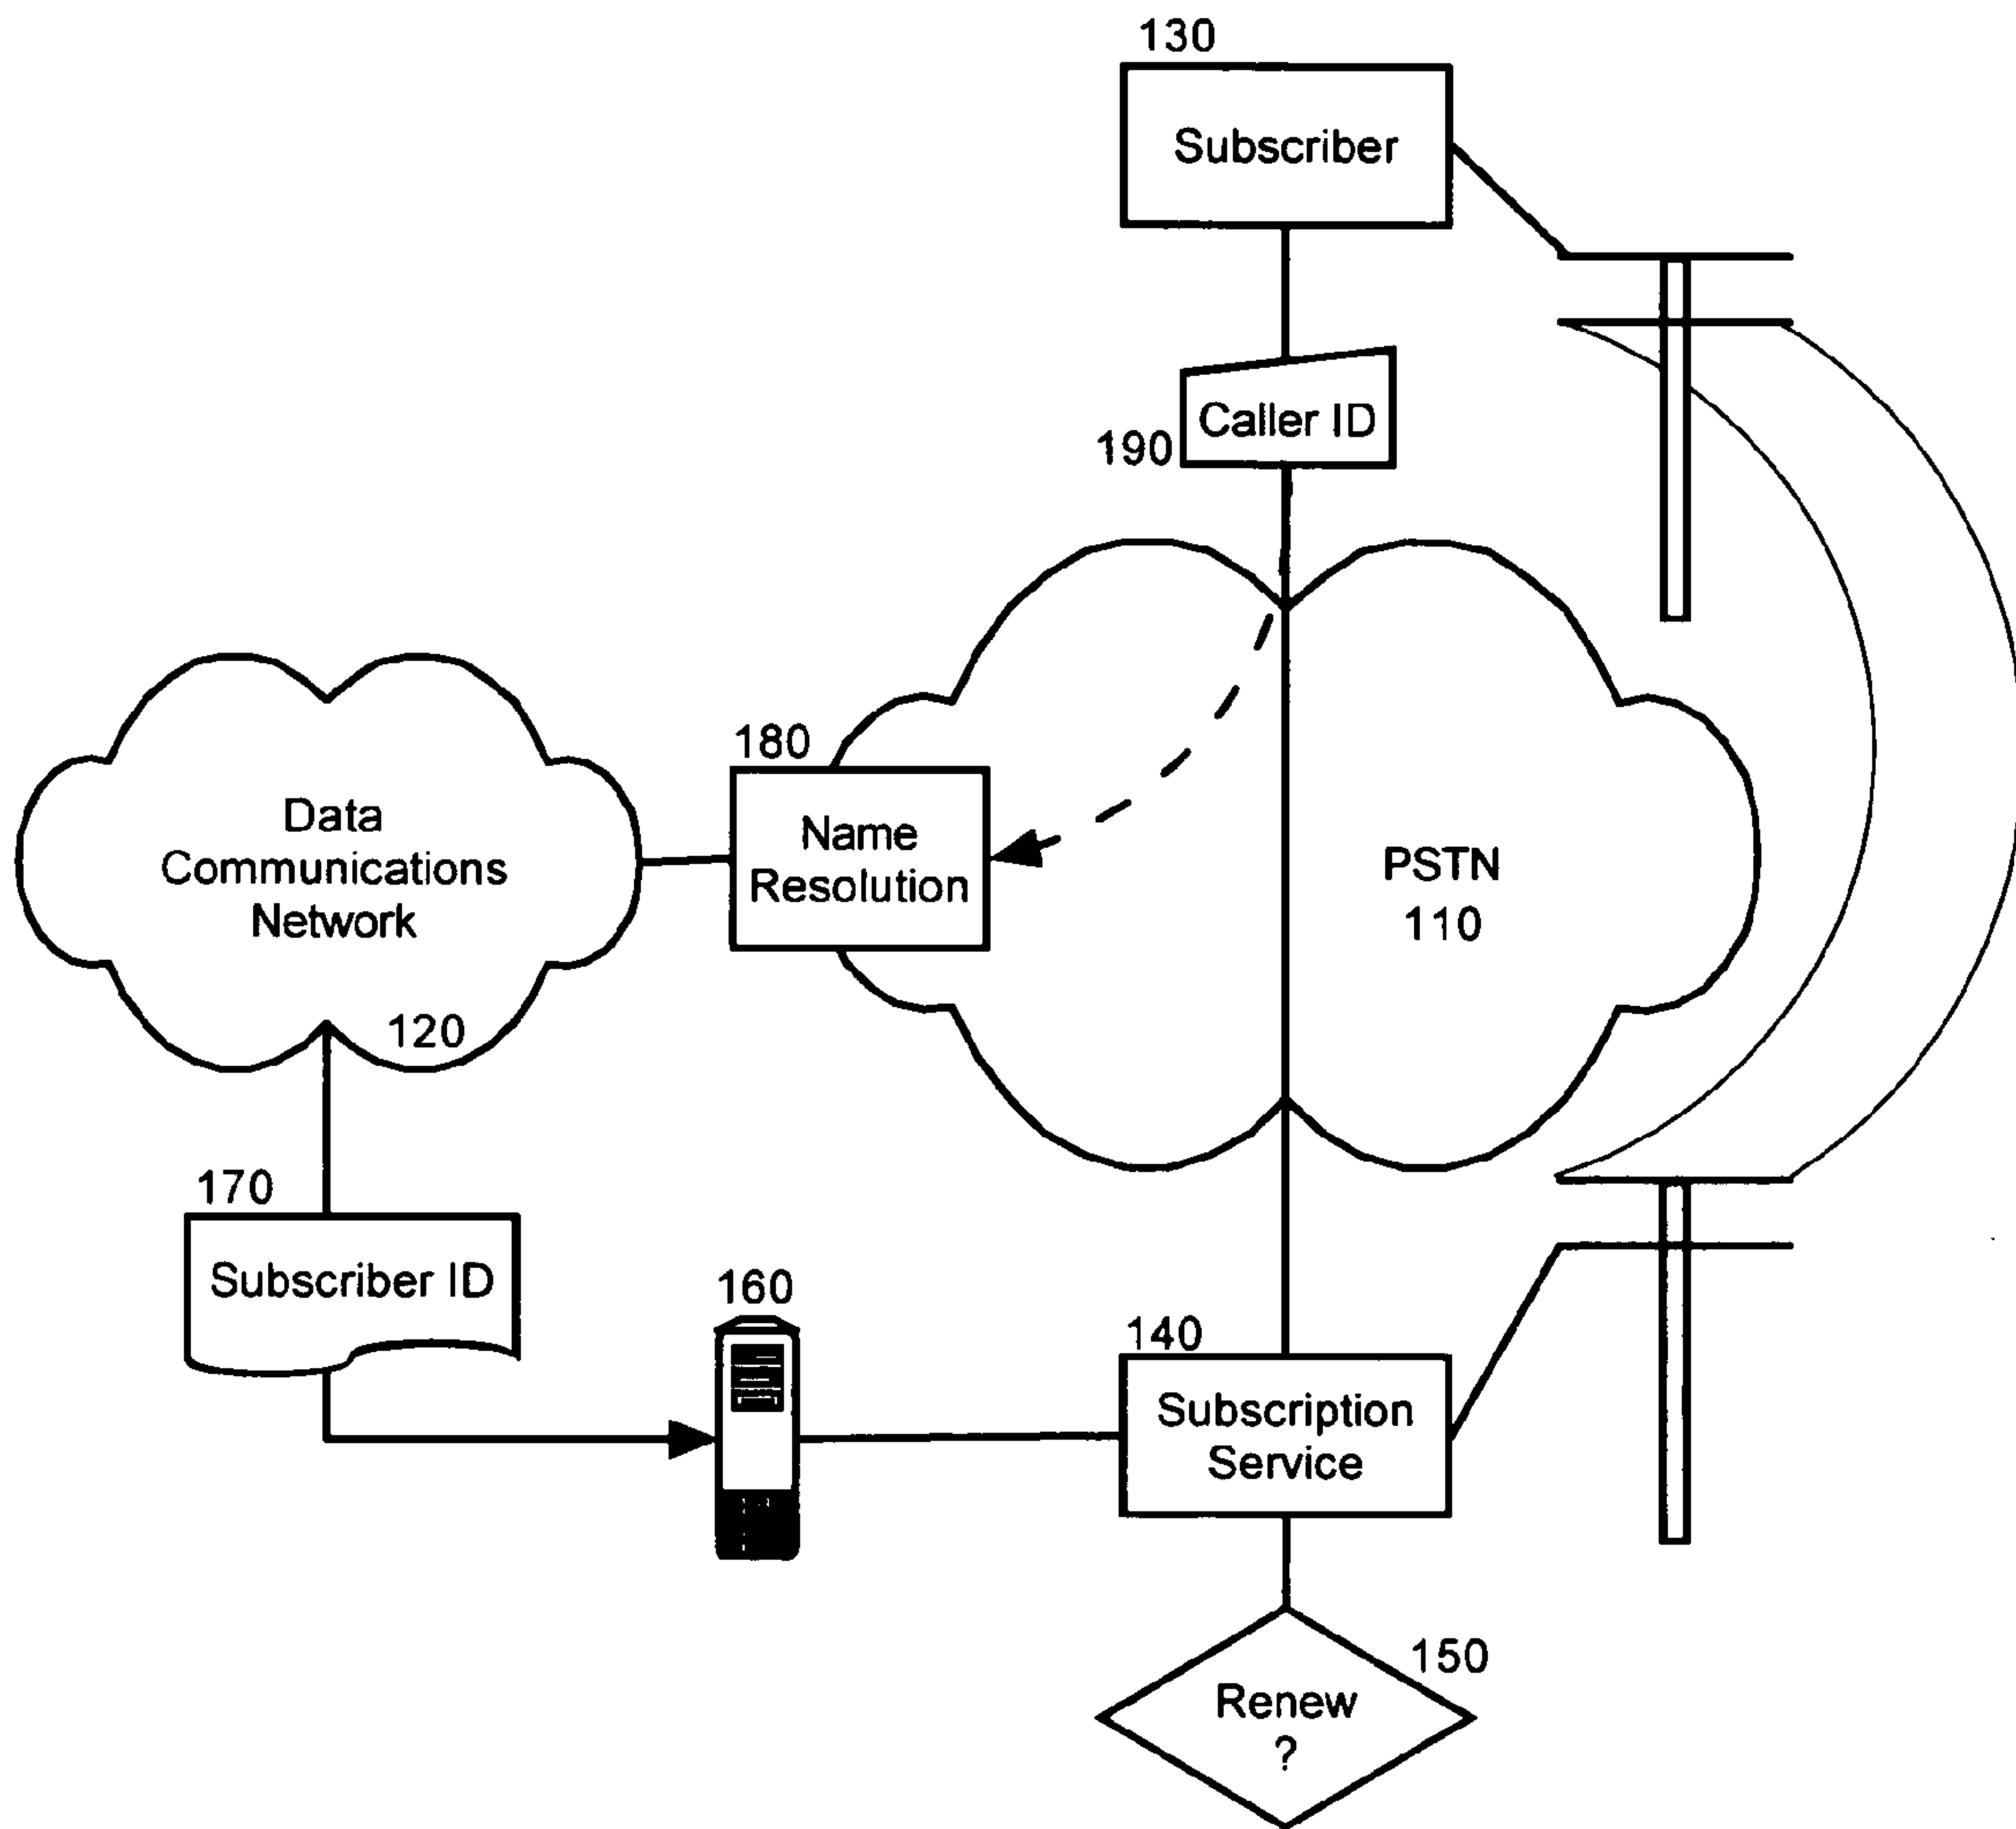 130
Subscriber
Caller ID
190
180
Data
Communications
Network
Name
Resolution
PSTN
110
120
170
Subscriber ID
160
140
Subscription
Service
150
Renew
?